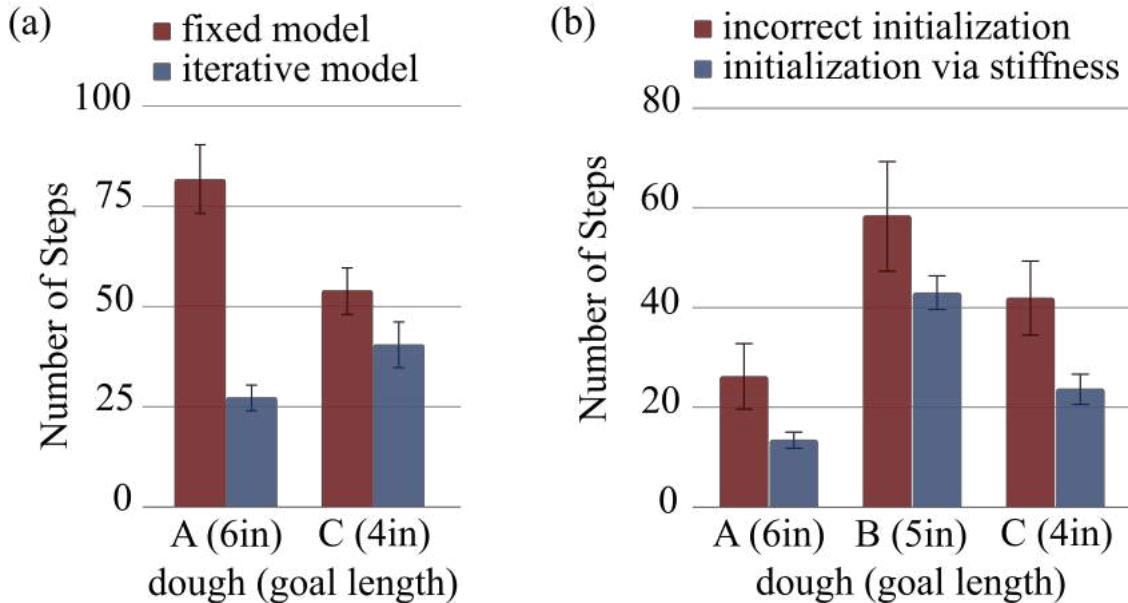 (a)
fixed model
iterative model
100
75
50
25
0
Number of Steps
A (6in) C (4in)
dough (goal length)
(b)
incorrect initialization
initialization via stiffness
80
60
40
20
0
Number of Steps
A (6in) B (5in) C (4in)
dough (goal length)